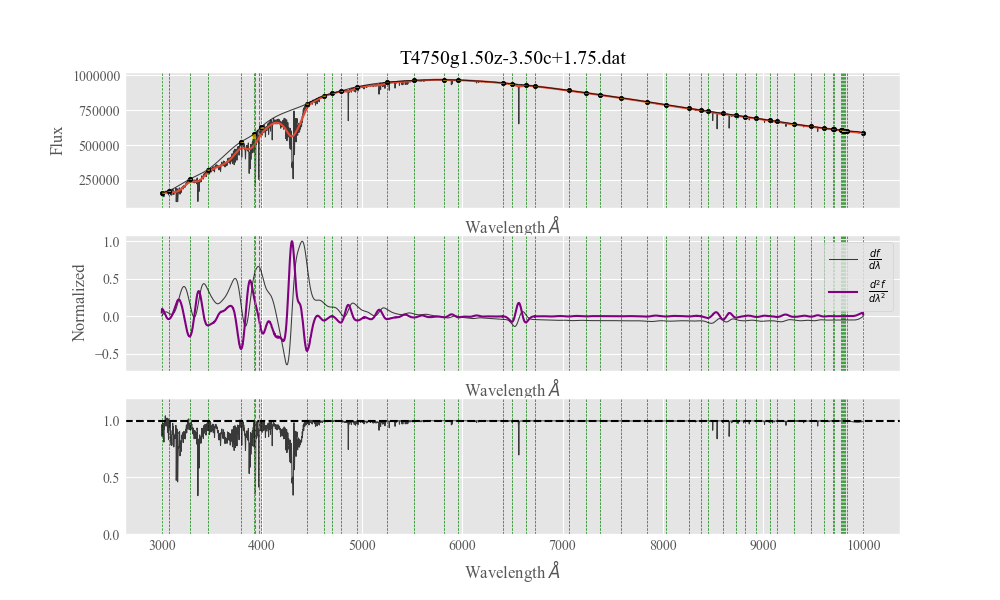 T4750g1.50z-3.50c+1.75.dat
1000000
750000
500000
250000
Flux
Wavelength Å
1.0
0.5
0.0
−0.5
Normalized
df/dλ
d²f/dλ²
Wavelength Å
1.0
0.5
0.0
3000 4000 5000 6000 7000 8000 9000 10000
Wavelength Å